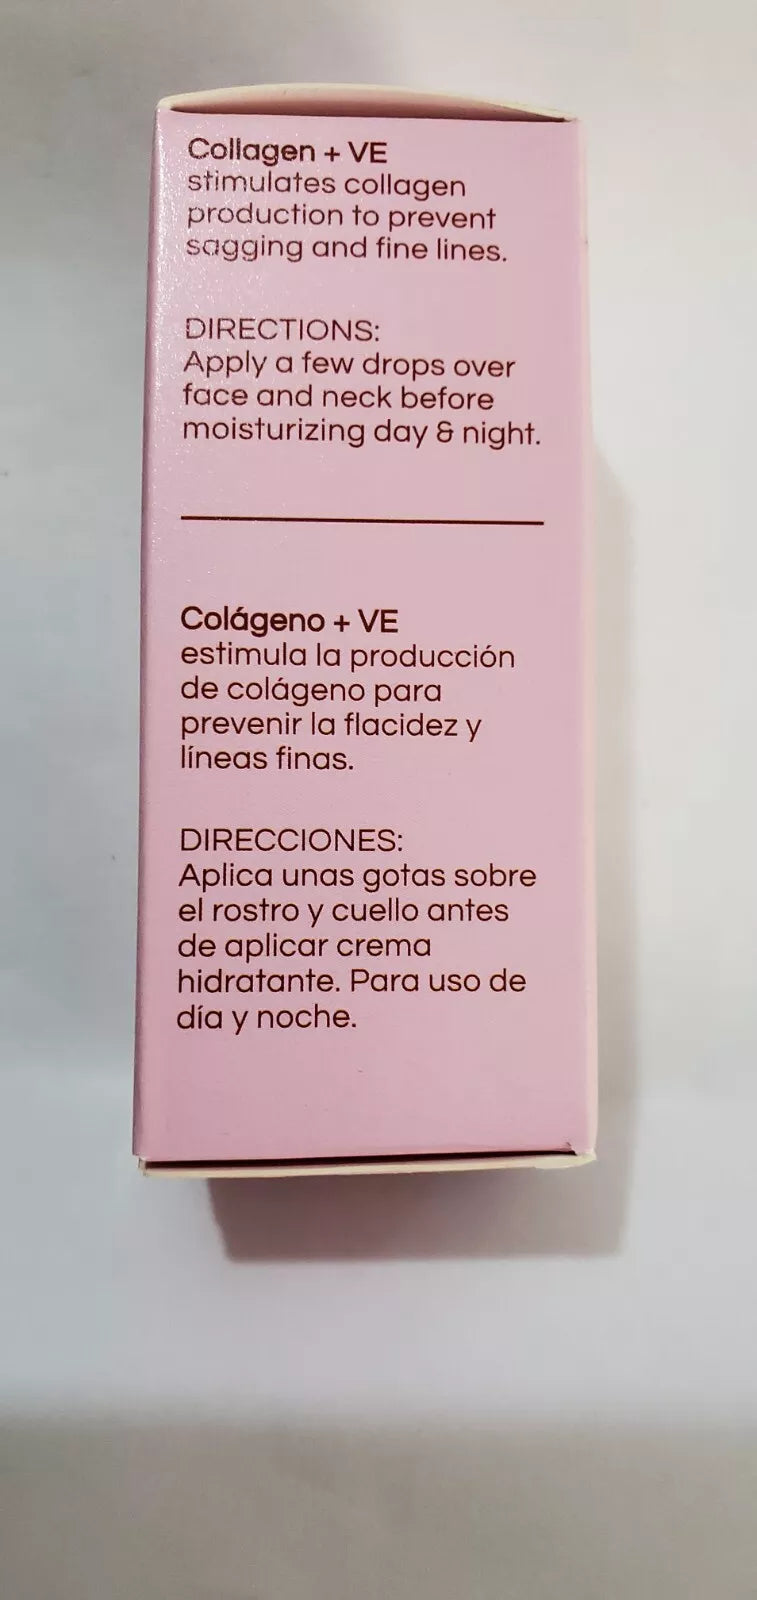 Collagen + VE
stimulates collagen
production to prevent
sagging and fine lines.
DIRECTIONS:
Apply a few drops over
face and neck before
moisturizing day & night.
Colágeno + VE
estimula la producción
de colágeno para
prevenir la flacidez y
líneas finas.
DIRECCIONES:
Aplica unas gotas sobre
el rostro y cuello antes
de aplicar crema
hidratante. Para uso de
día y noche.